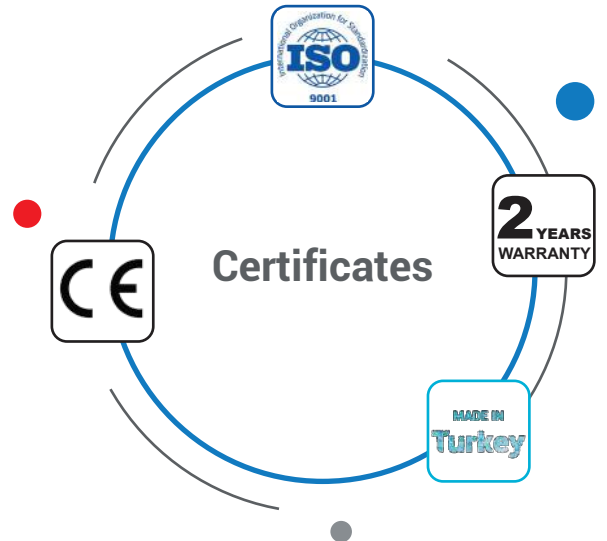 International Organization for Standardization
ISO
9001
2 YEARS
WARRANTY
Certificates
CE
MADE IN
Turkey